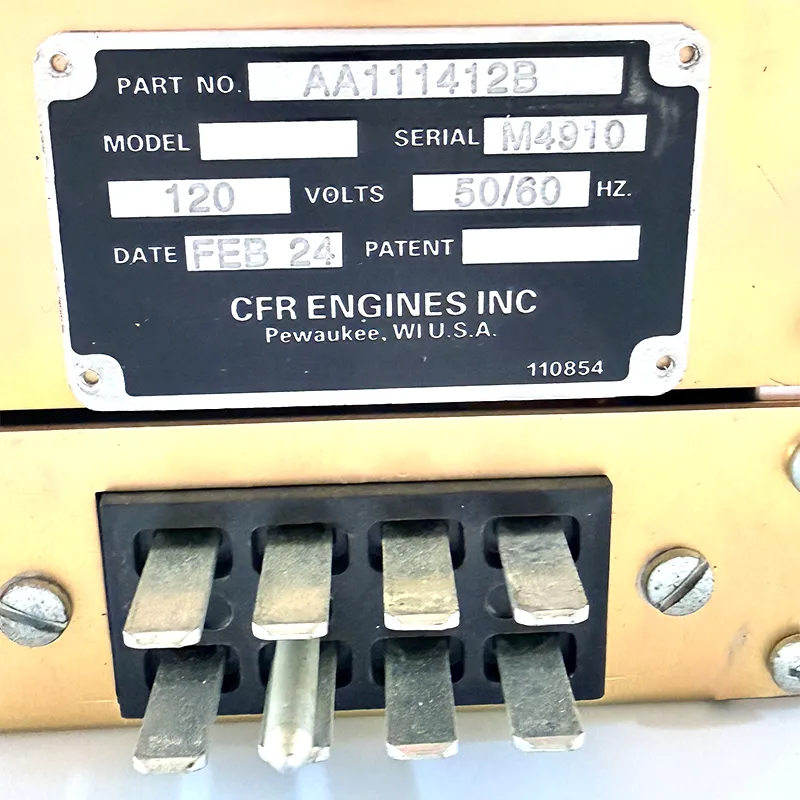 PART NO. AA111412B
MODEL SERIAL M4910
120 VOLTS 50/60 HZ.
DATE FEB 24 PATENT
CFR ENGINES INC
Pewaukee, WI U.S.A.
110854